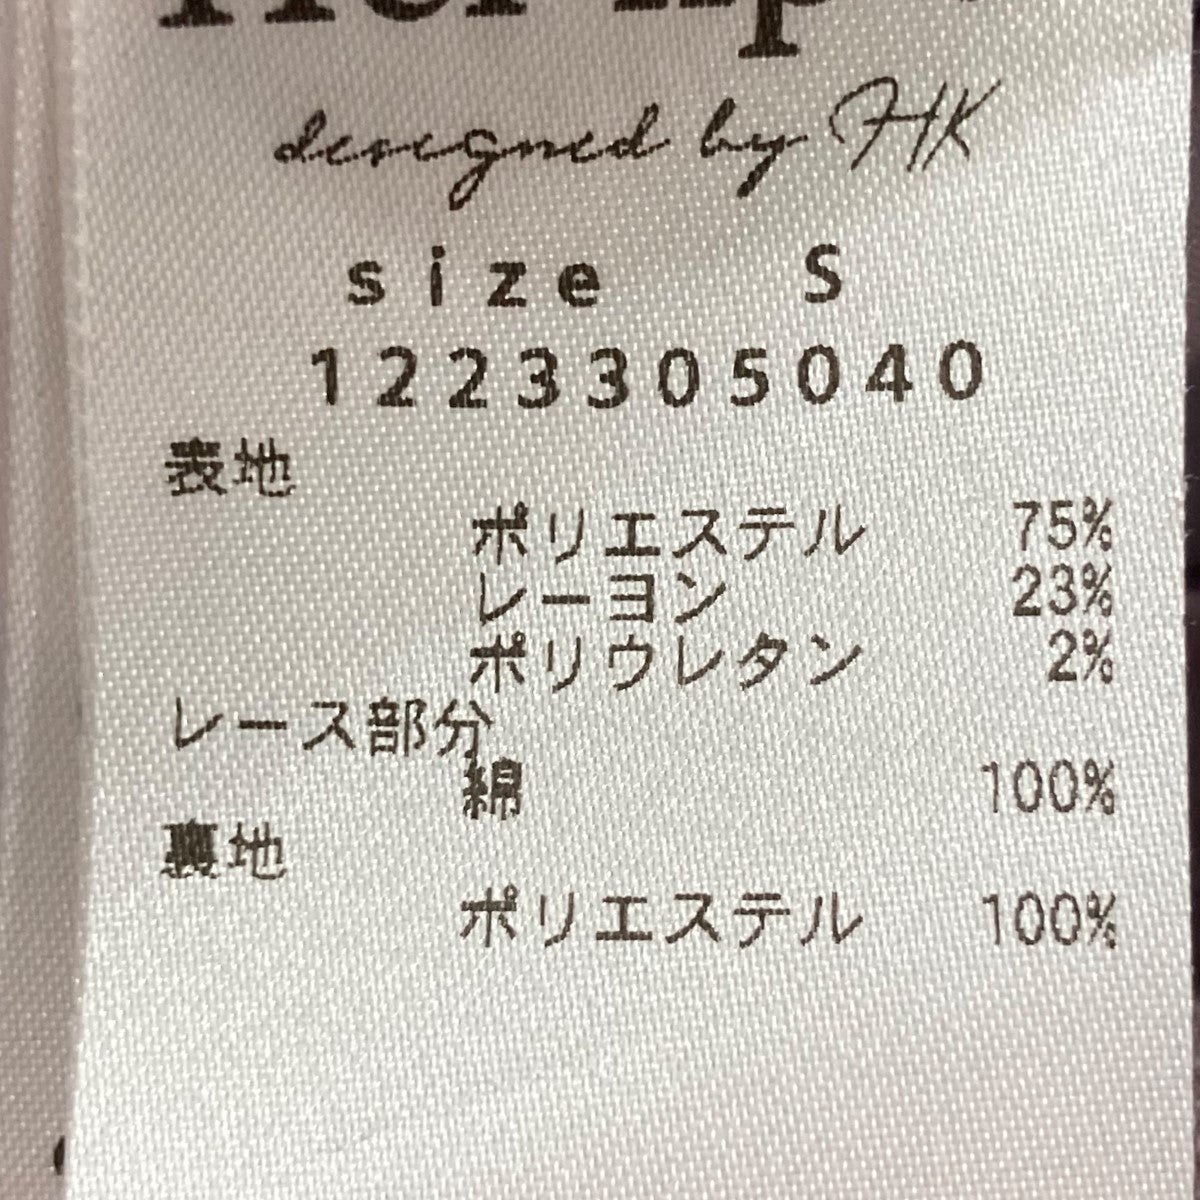 designed by HK
size S
1223305040
表地
ポリエステル 75%
レーヨン 23%
ポリウレタン 2%
レース部分
綿 100%
裏地
ポリエステル 100%